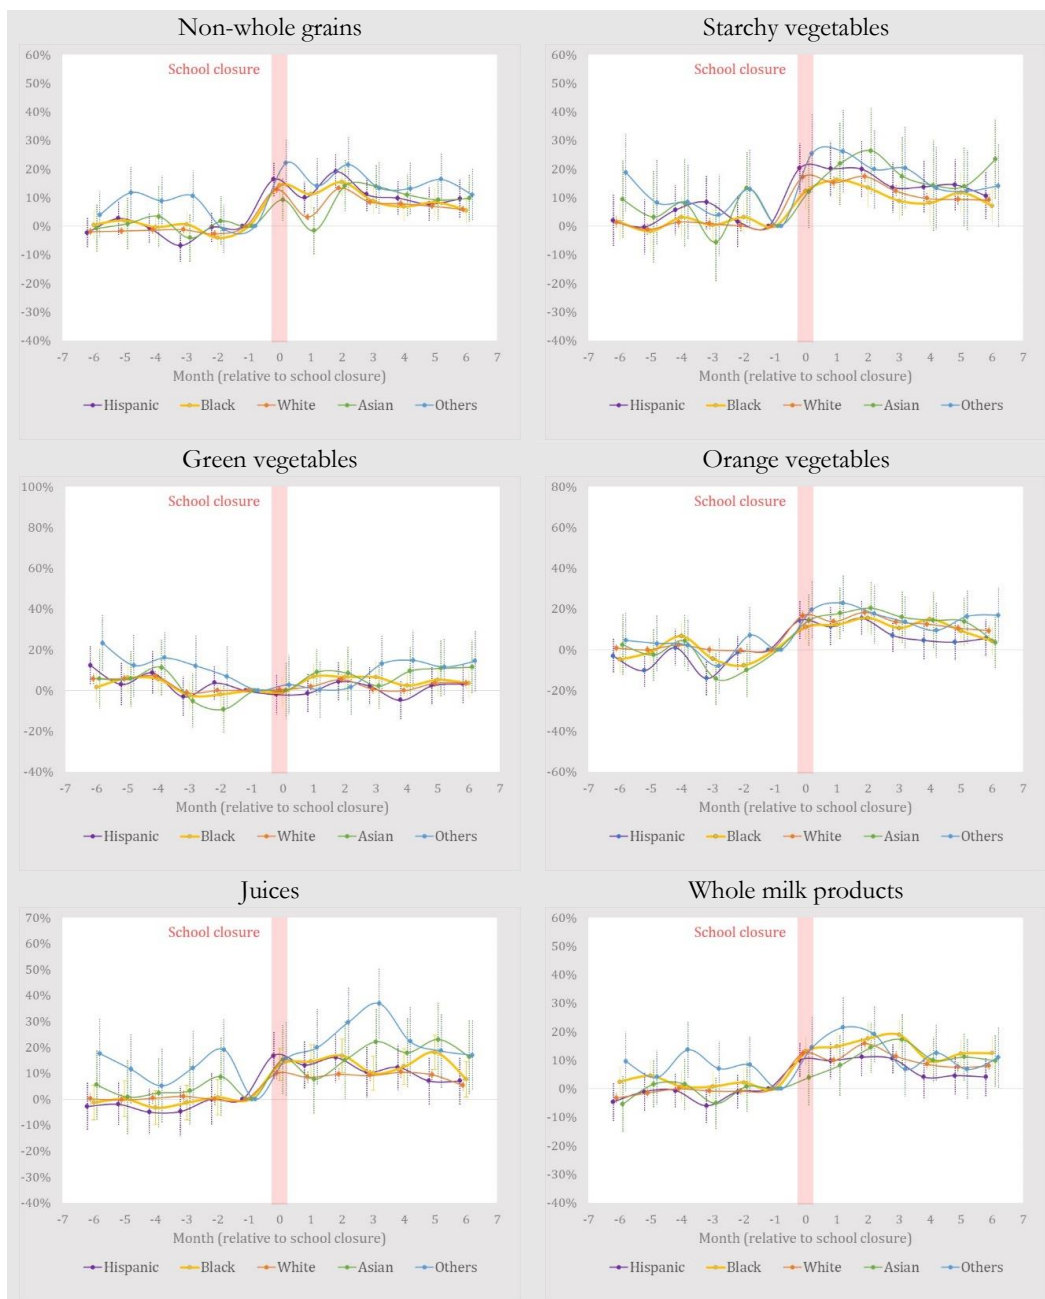 Non-whole grains
60%
School closure
50%
40%
30%
20%
10%
0%
-10%
-20%
-30%
-40%
-7 -6 -5 -4 -3 -2 -1 0 1 2 3 4 5 6 7
Month (relative to school closure)
Hispanic Black White Asian Others
Starchy vegetables
60%
School closure
50%
40%
30%
20%
10%
0%
-10%
-20%
-30%
-40%
-7 -6 -5 -4 -3 -2 -1 0 1 2 3 4 5 6 7
Month (relative to school closure)
Hispanic Black White Asian Others
Green vegetables
100%
School closure
80%
60%
40%
20%
0%
-20%
-40%
-7 -6 -5 -4 -3 -2 -1 0 1 2 3 4 5 6 7
Month (relative to school closure)
Hispanic Black White Asian Others
Orange vegetables
80%
School closure
60%
40%
20%
0%
-20%
-40%
-60%
-7 -6 -5 -4 -3 -2 -1 0 1 2 3 4 5 6 7
Month (relative to school closure)
Hispanic Black White Asian Others
Juices
70%
School closure
60%
50%
40%
30%
20%
10%
0%
-10%
-20%
-30%
-40%
-7 -6 -5 -4 -3 -2 -1 0 1 2 3 4 5 6 7
Month (relative to school closure)
Hispanic Black White Asian Others
Whole milk products
60%
School closure
50%
40%
30%
20%
10%
0%
-10%
-20%
-30%
-40%
-7 -6 -5 -4 -3 -2 -1 0 1 2 3 4 5 6 7
Month (relative to school closure)
Hispanic Black White Asian Others